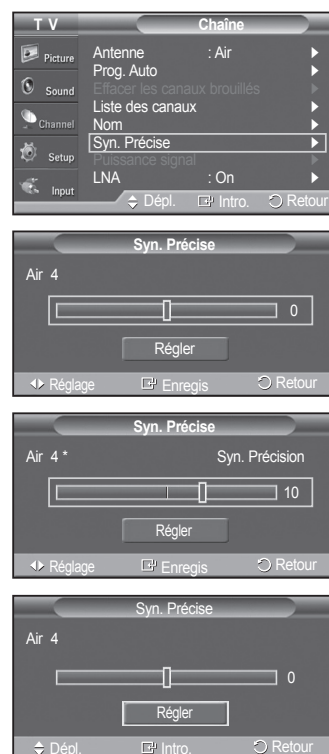 T V
Chaîne
Picture
Sound
Channel
Setup
Input
Antenne : Air
Prog. Auto
Effacer les canaux brouillés
Liste des canaux
Nom
Syn. Précise
Puissance signal
LNA : On
Dépl. Intro. Retour
Syn. Précise
Air 4
0
Régler
Réglage Enregis Retour
Syn. Précise
Air 4 * Syn. Précision
10
Régler
Réglage Enregis Retour
Syn. Précise
Air 4
0
Régler
Dépl. Intro. Retour